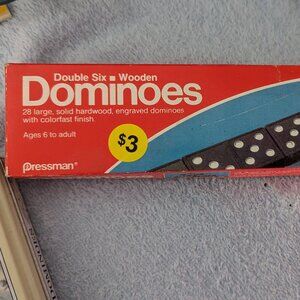 Double Six ■ Wooden
Dominoes
28 large, solid hardwood, engraved dominoes
with colorfast finish.
Ages 6 to adult
$3
Pressman®